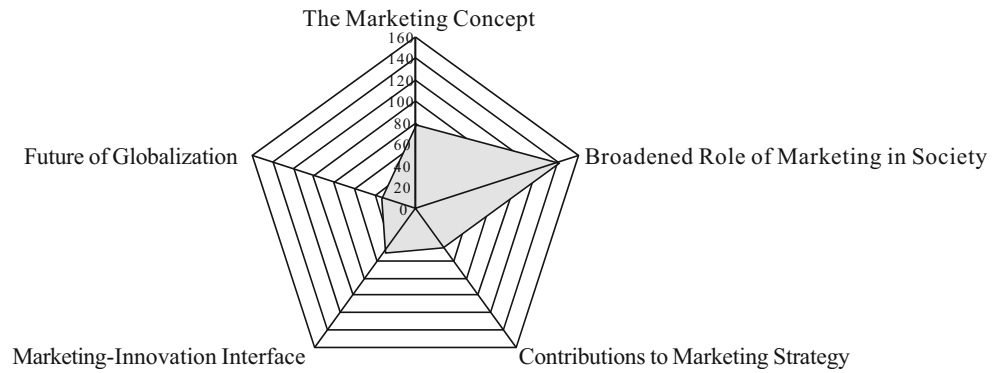 The Marketing Concept
160
140
120
100
80
60
40
20
0
Future of Globalization
Broadened Role of Marketing in Society
Marketing-Innovation Interface
Contributions to Marketing Strategy